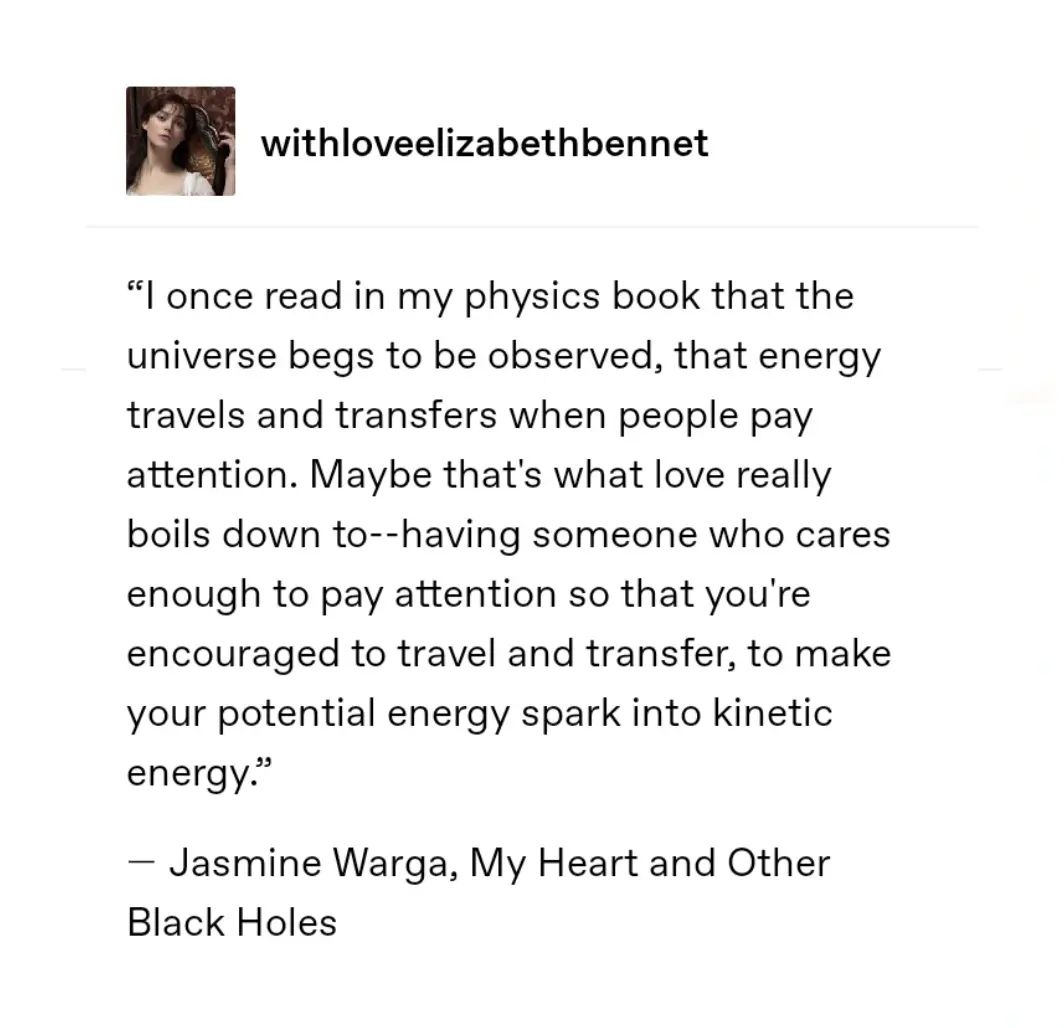 withloveelizabethbennet
“I once read in my physics book that the
universe begs to be observed, that energy
travels and transfers when people pay
attention. Maybe that's what love really
boils down to--having someone who cares
enough to pay attention so that you're
encouraged to travel and transfer, to make
your potential energy spark into kinetic
energy.”
— Jasmine Warga, My Heart and Other
Black Holes